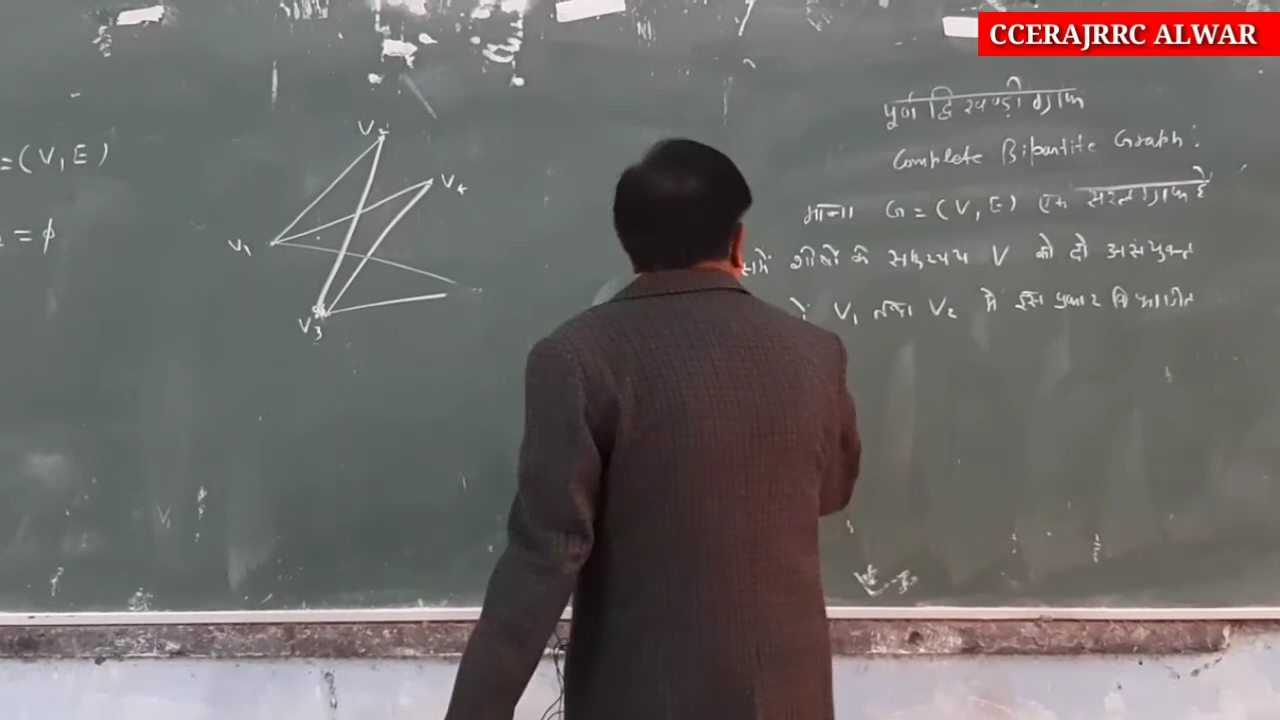 CCERAJRRC ALWAR
=(V, E)
= ϕ
V₂
V₄
V₁
V₃
पूर्ण द्वि खण्डी ग्राफ
Complete Bipartite Graph:
माना G=(V, E) एक सरल ग्राफ है
समें शीर्षों के समुच्चय V को दो असंयुक्त
V₁ तथा V₂ में इस प्रकार विभाजित